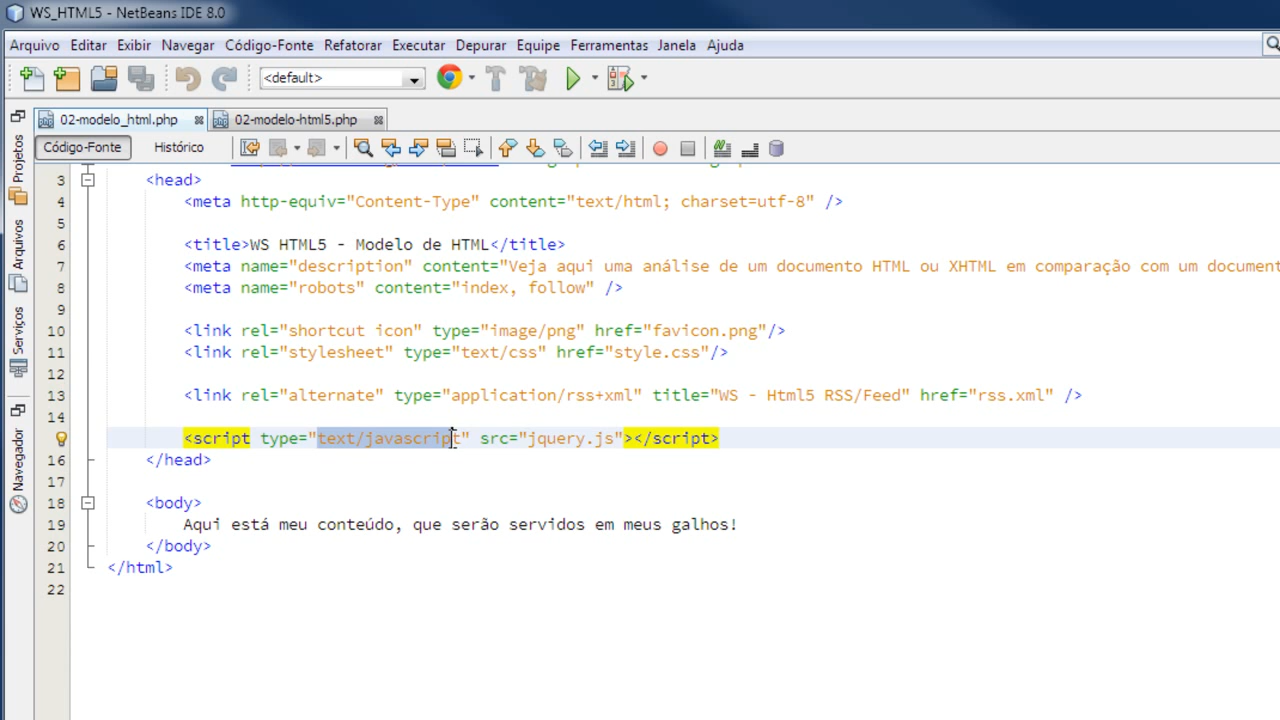 WS_HTML5 - NetBeans IDE 8.0
Arquivo Editar Exibir Navegar Código-Fonte Refatorar Executar Depurar Equipe Ferramentas Janela Ajuda
<default>
02-modelo_html.php 02-modelo-html5.php
Código-Fonte Histórico
Projetos
Arquivos
Serviços
Navegador
3 <head>
4 <meta http-equiv="Content-Type" content="text/html; charset=utf-8" />
5
6 <title>WS HTML5 - Modelo de HTML</title>
7 <meta name="description" content="Veja aqui uma análise de um documento HTML ou XHTML em comparação com um document
8 <meta name="robots" content="index, follow" />
9
10 <link rel="shortcut icon" type="image/png" href="favicon.png"/>
11 <link rel="stylesheet" type="text/css" href="style.css"/>
12
13 <link rel="alternate" type="application/rss+xml" title="WS - Html5 RSS/Feed" href="rss.xml" />
14
<script type="text/javascript" src="jquery.js"></script>
16 </head>
17
18 <body>
19 Aqui está meu conteúdo, que serão servidos em meus galhos!
20 </body>
21 </html>
22